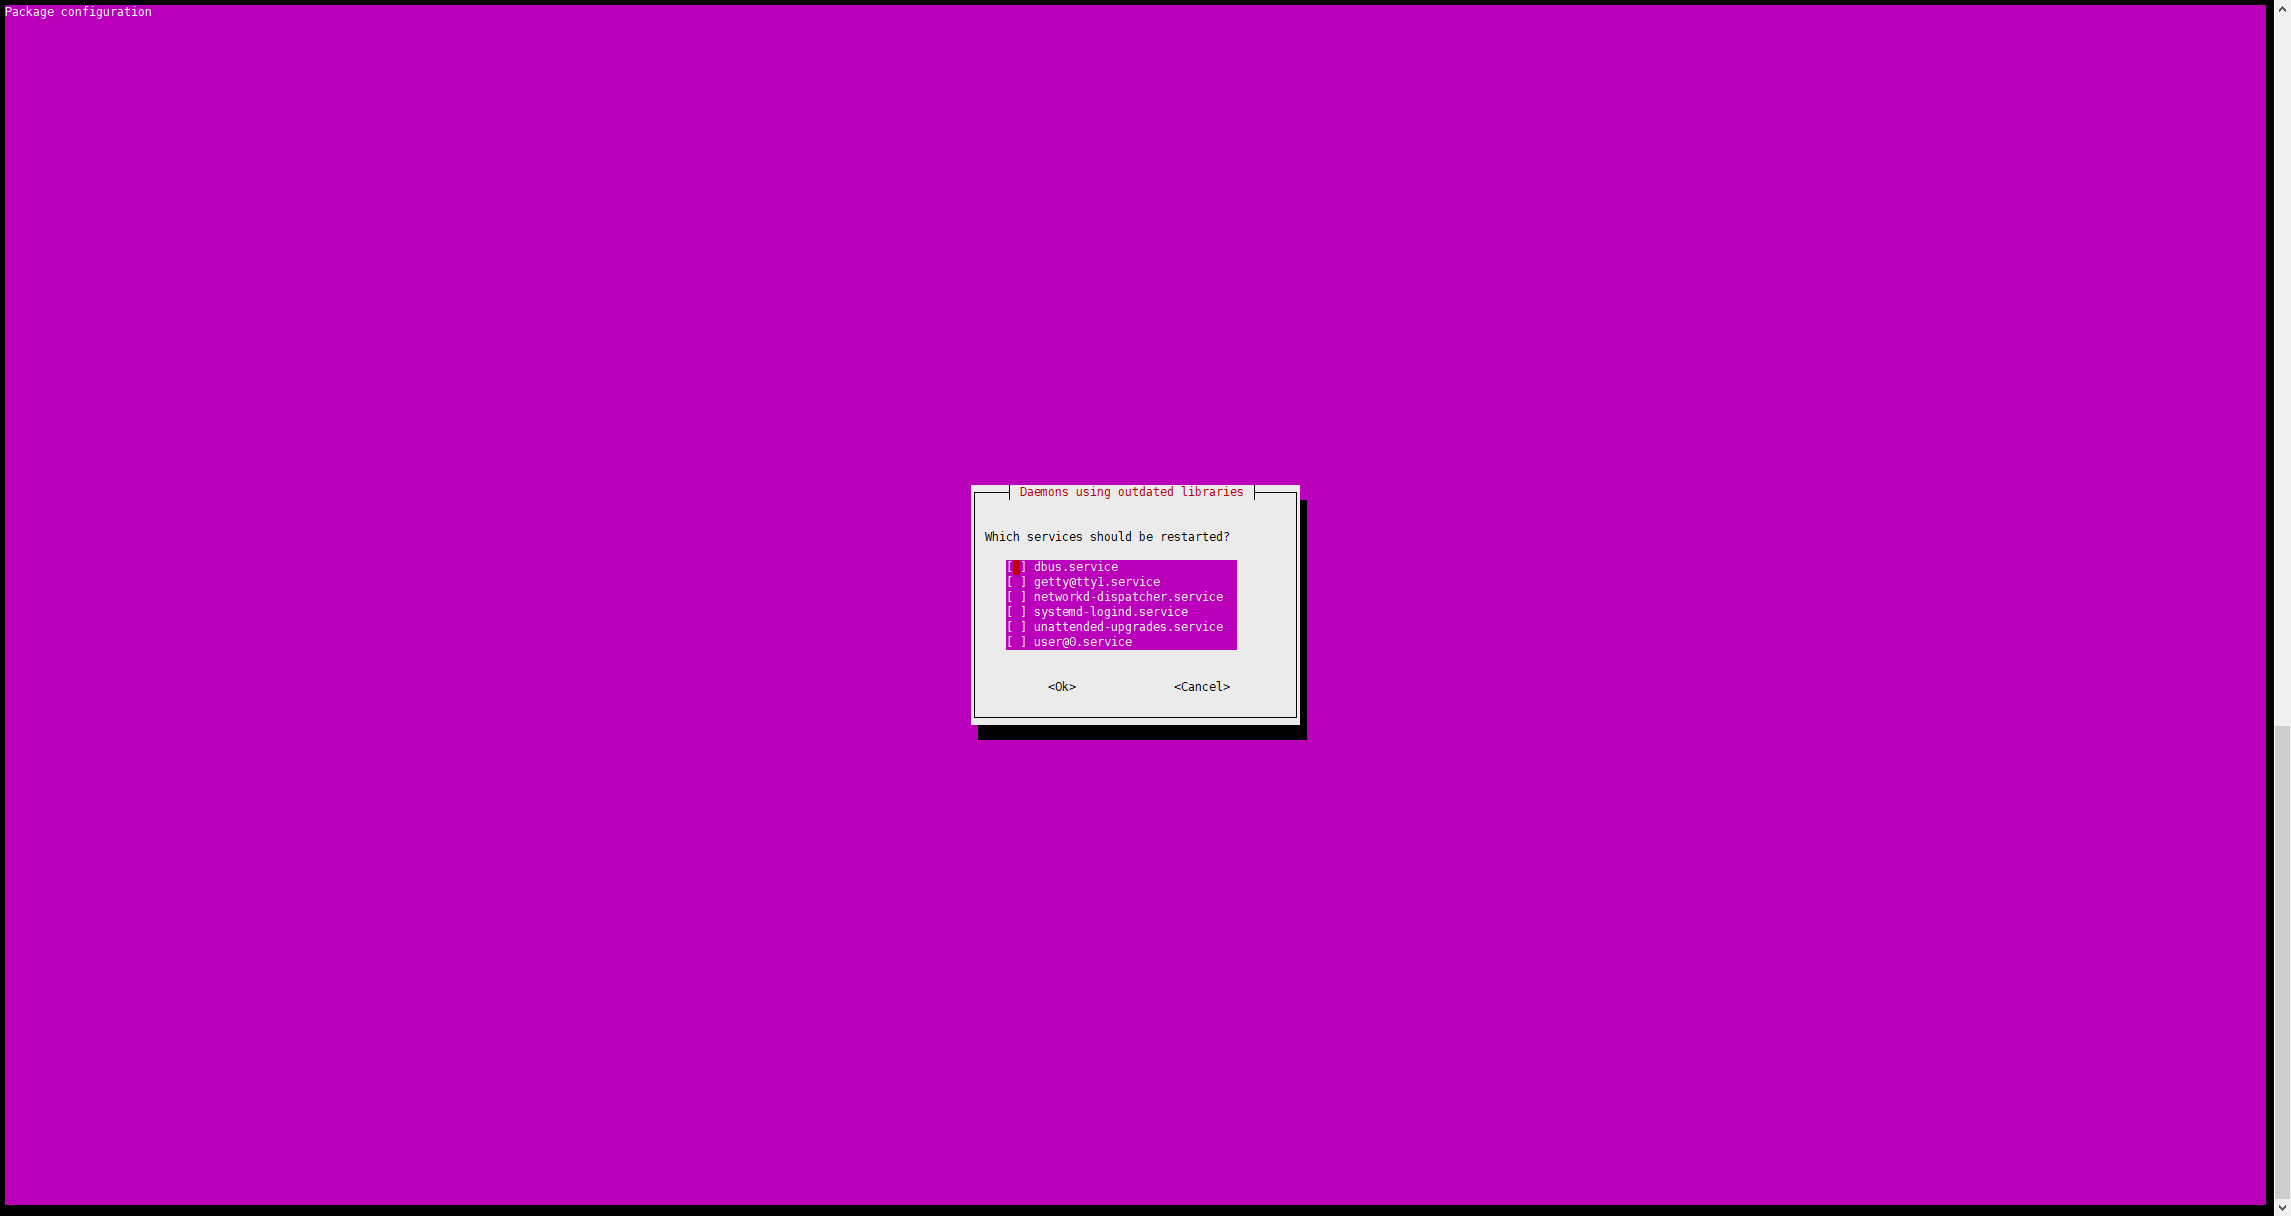 Package configuration
Daemons using outdated libraries
Which services should be restarted?
[ ] dbus.service
[ ] getty@tty1.service
[ ] networkd-dispatcher.service
[ ] systemd-logind.service
[ ] unattended-upgrades.service
[ ] user@0.service
<Ok> <Cancel>